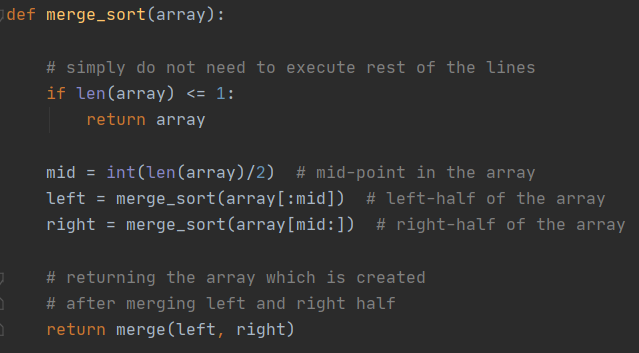 def merge_sort(array):
# simply do not need to execute rest of the lines
if len(array) <= 1:
return array
mid = int(len(array)/2)  # mid-point in the array
left = merge_sort(array[:mid])  # left-half of the array
right = merge_sort(array[mid:])  # right-half of the array
# returning the array which is created
# after merging left and right half
return merge(left, right)